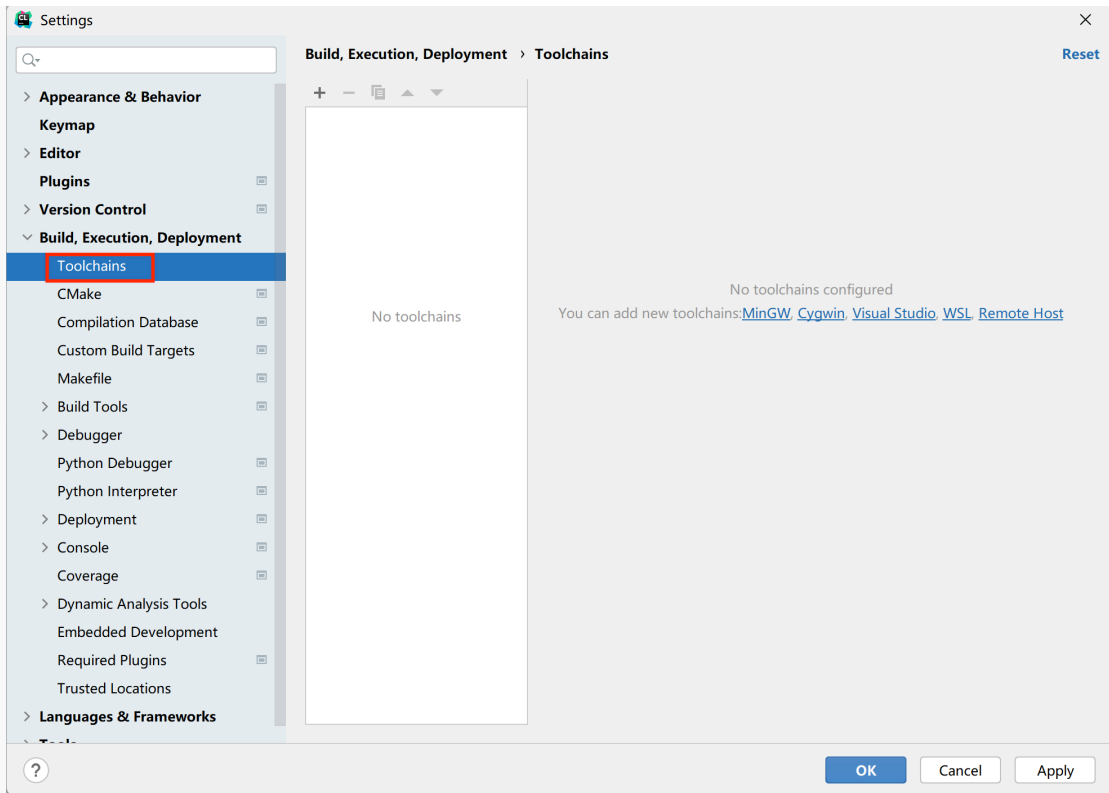 Settings
Build, Execution, Deployment › Toolchains
Reset
Appearance & Behavior
Keymap
Editor
Plugins
Version Control
Build, Execution, Deployment
Toolchains
CMake
Compilation Database
Custom Build Targets
Makefile
Build Tools
Debugger
Python Debugger
Python Interpreter
Deployment
Console
Coverage
Dynamic Analysis Tools
Embedded Development
Required Plugins
Trusted Locations
Languages & Frameworks
No toolchains
No toolchains configured
You can add new toolchains:MinGW, Cygwin, Visual Studio, WSL, Remote Host
?
OK
Cancel
Apply